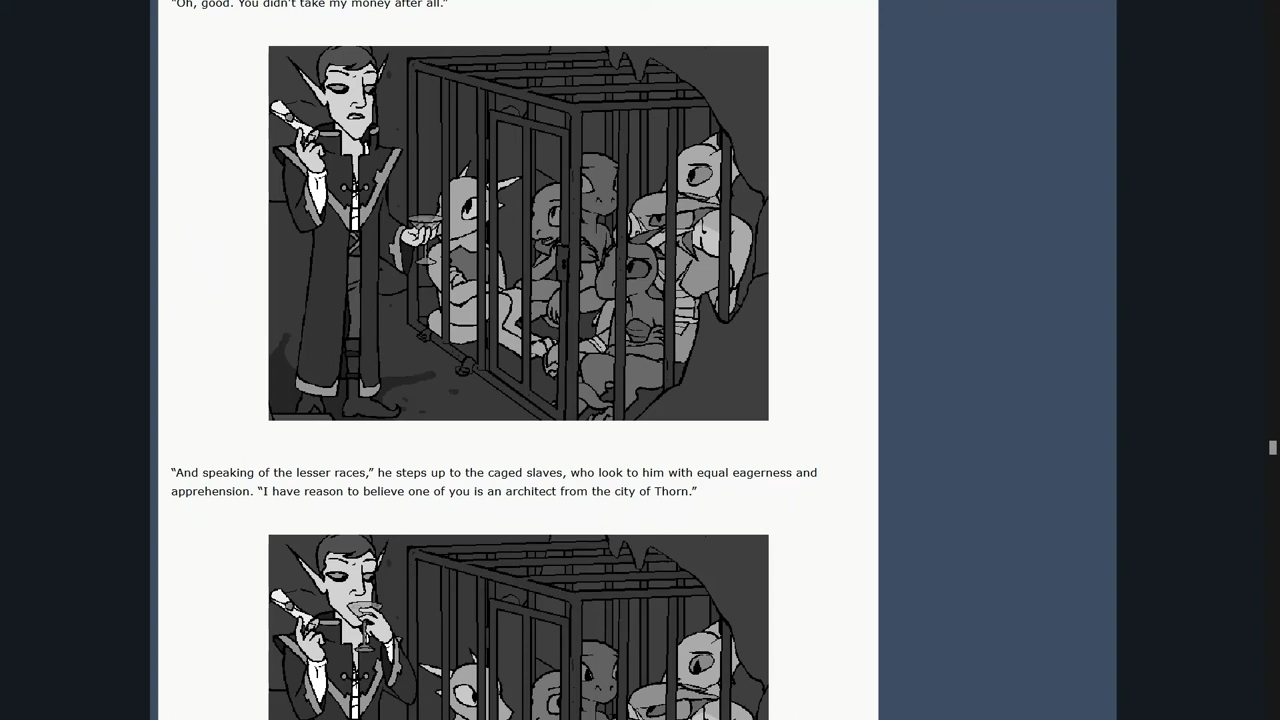 "Oh, good. You didn't take my money after all."
“And speaking of the lesser races,” he steps up to the caged slaves, who look to him with equal eagerness and
apprehension. “I have reason to believe one of you is an architect from the city of Thorn.”